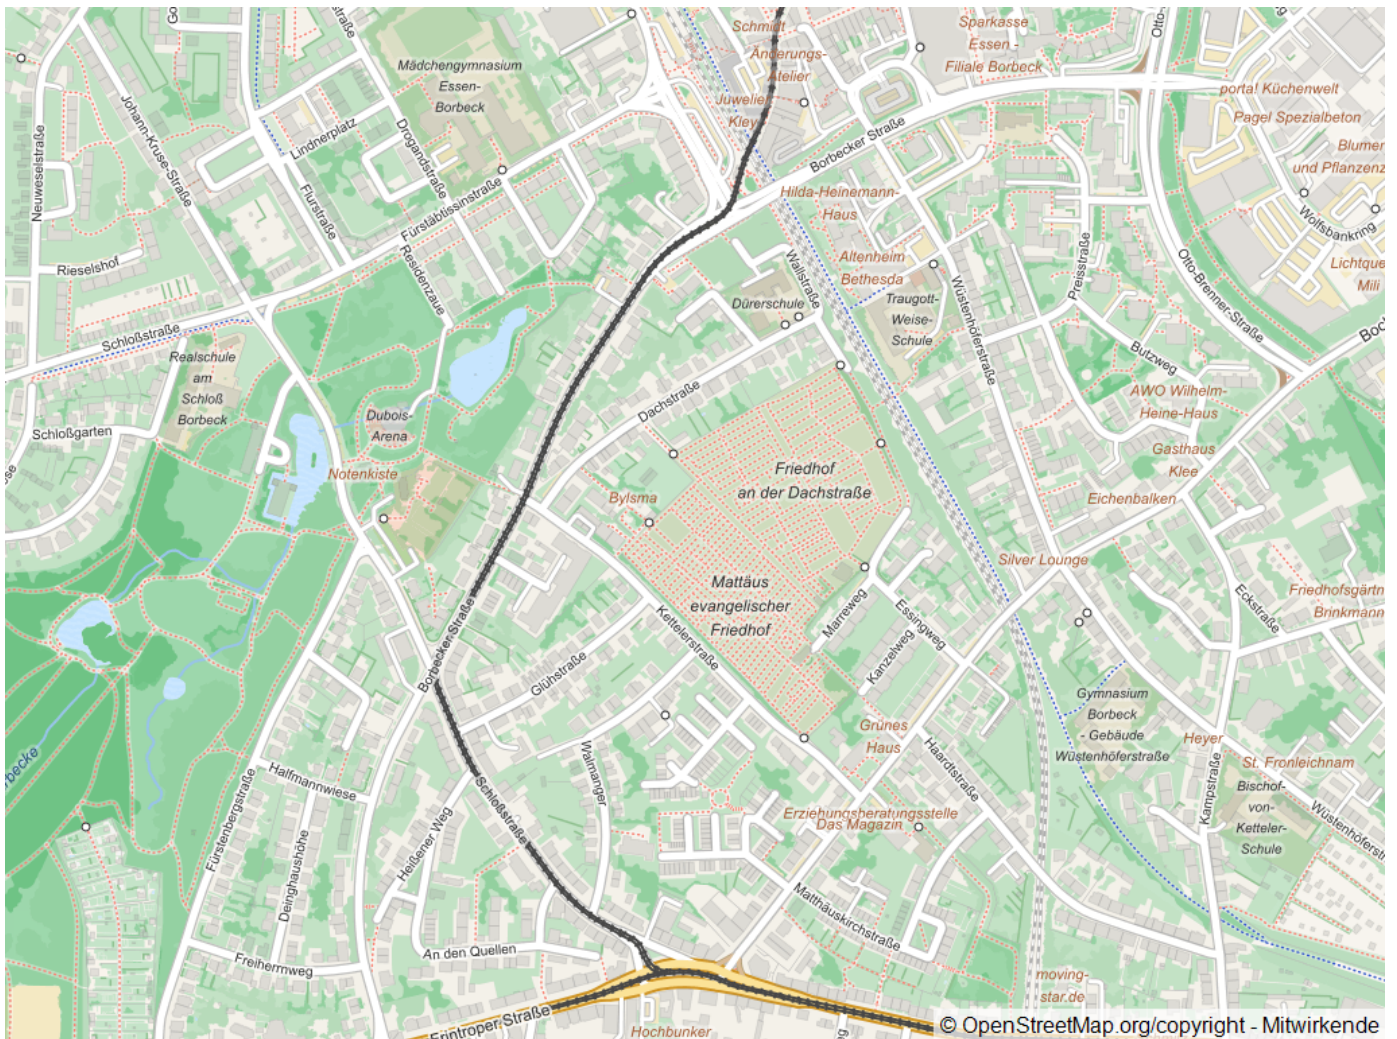 Schmidt
Änderungs-
Atelier
Juwelier
Kley
Sparkasse
Essen -
Filiale Borbeck
porta! Küchenwelt
Pagel Spezialbeton
Blumen
und Pflanzenz
Wolfsbankring
Lichtque
Mili
Otto-Brenner-Straße
Mädchengymnasium
Essen-
Borbeck
Johann-Kruse-Straße
Neuweselstraße
Lindnerplatz
Drogandstraße
Flurstraße
Fürstäbtissinstraße
Residenzaue
Rieselshof
Schloßstraße
Realschule
am
Schloß
Borbeck
Schloßgarten
Dubois-
Arena
Notenkiste
Borbecker Straße
Hilda-Heinemann-
Haus
Altenheim
Bethesda
Traugott-
Weise-
Schule
Wallstraße
Dürerschule
Dachstraße
Wüstenhöferstraße
Preisstraße
Butzweg
AWO Wilhelm-
Heine-Haus
Gasthaus
Klee
Eichenbalken
Silver Lounge
Friedhof
an der Dachstraße
Bylsma
Mattäus
evangelischer
Friedhof
Marreweg
Essingweg
Kanzelweg
Kettelerstraße
Borbecker Straße
Glühstraße
Eckstraße
Friedhofsgärtn
Brinkmann
Gymnasium
Borbeck
- Gebäude
Wüstenhöferstraße
Grünes
Haus
Haardtstraße
Heyer
St. Fronleichnam
Bischof-
von-
Ketteler-
Schule
Kampstraße
Wüstenhöferstr
Walmanger
Schloßstraße
Halfmannwiese
Fürstenbergstraße
Deinghaushöhe
Heißener Weg
Erziehungsberatungsstelle
Das Magazin
Matthäuskirchstraße
An den Quellen
Freiherrnweg
Frintroper Straße
Hochbunker
moving-
star.de
© OpenStreetMap.org/copyright - Mitwirkende